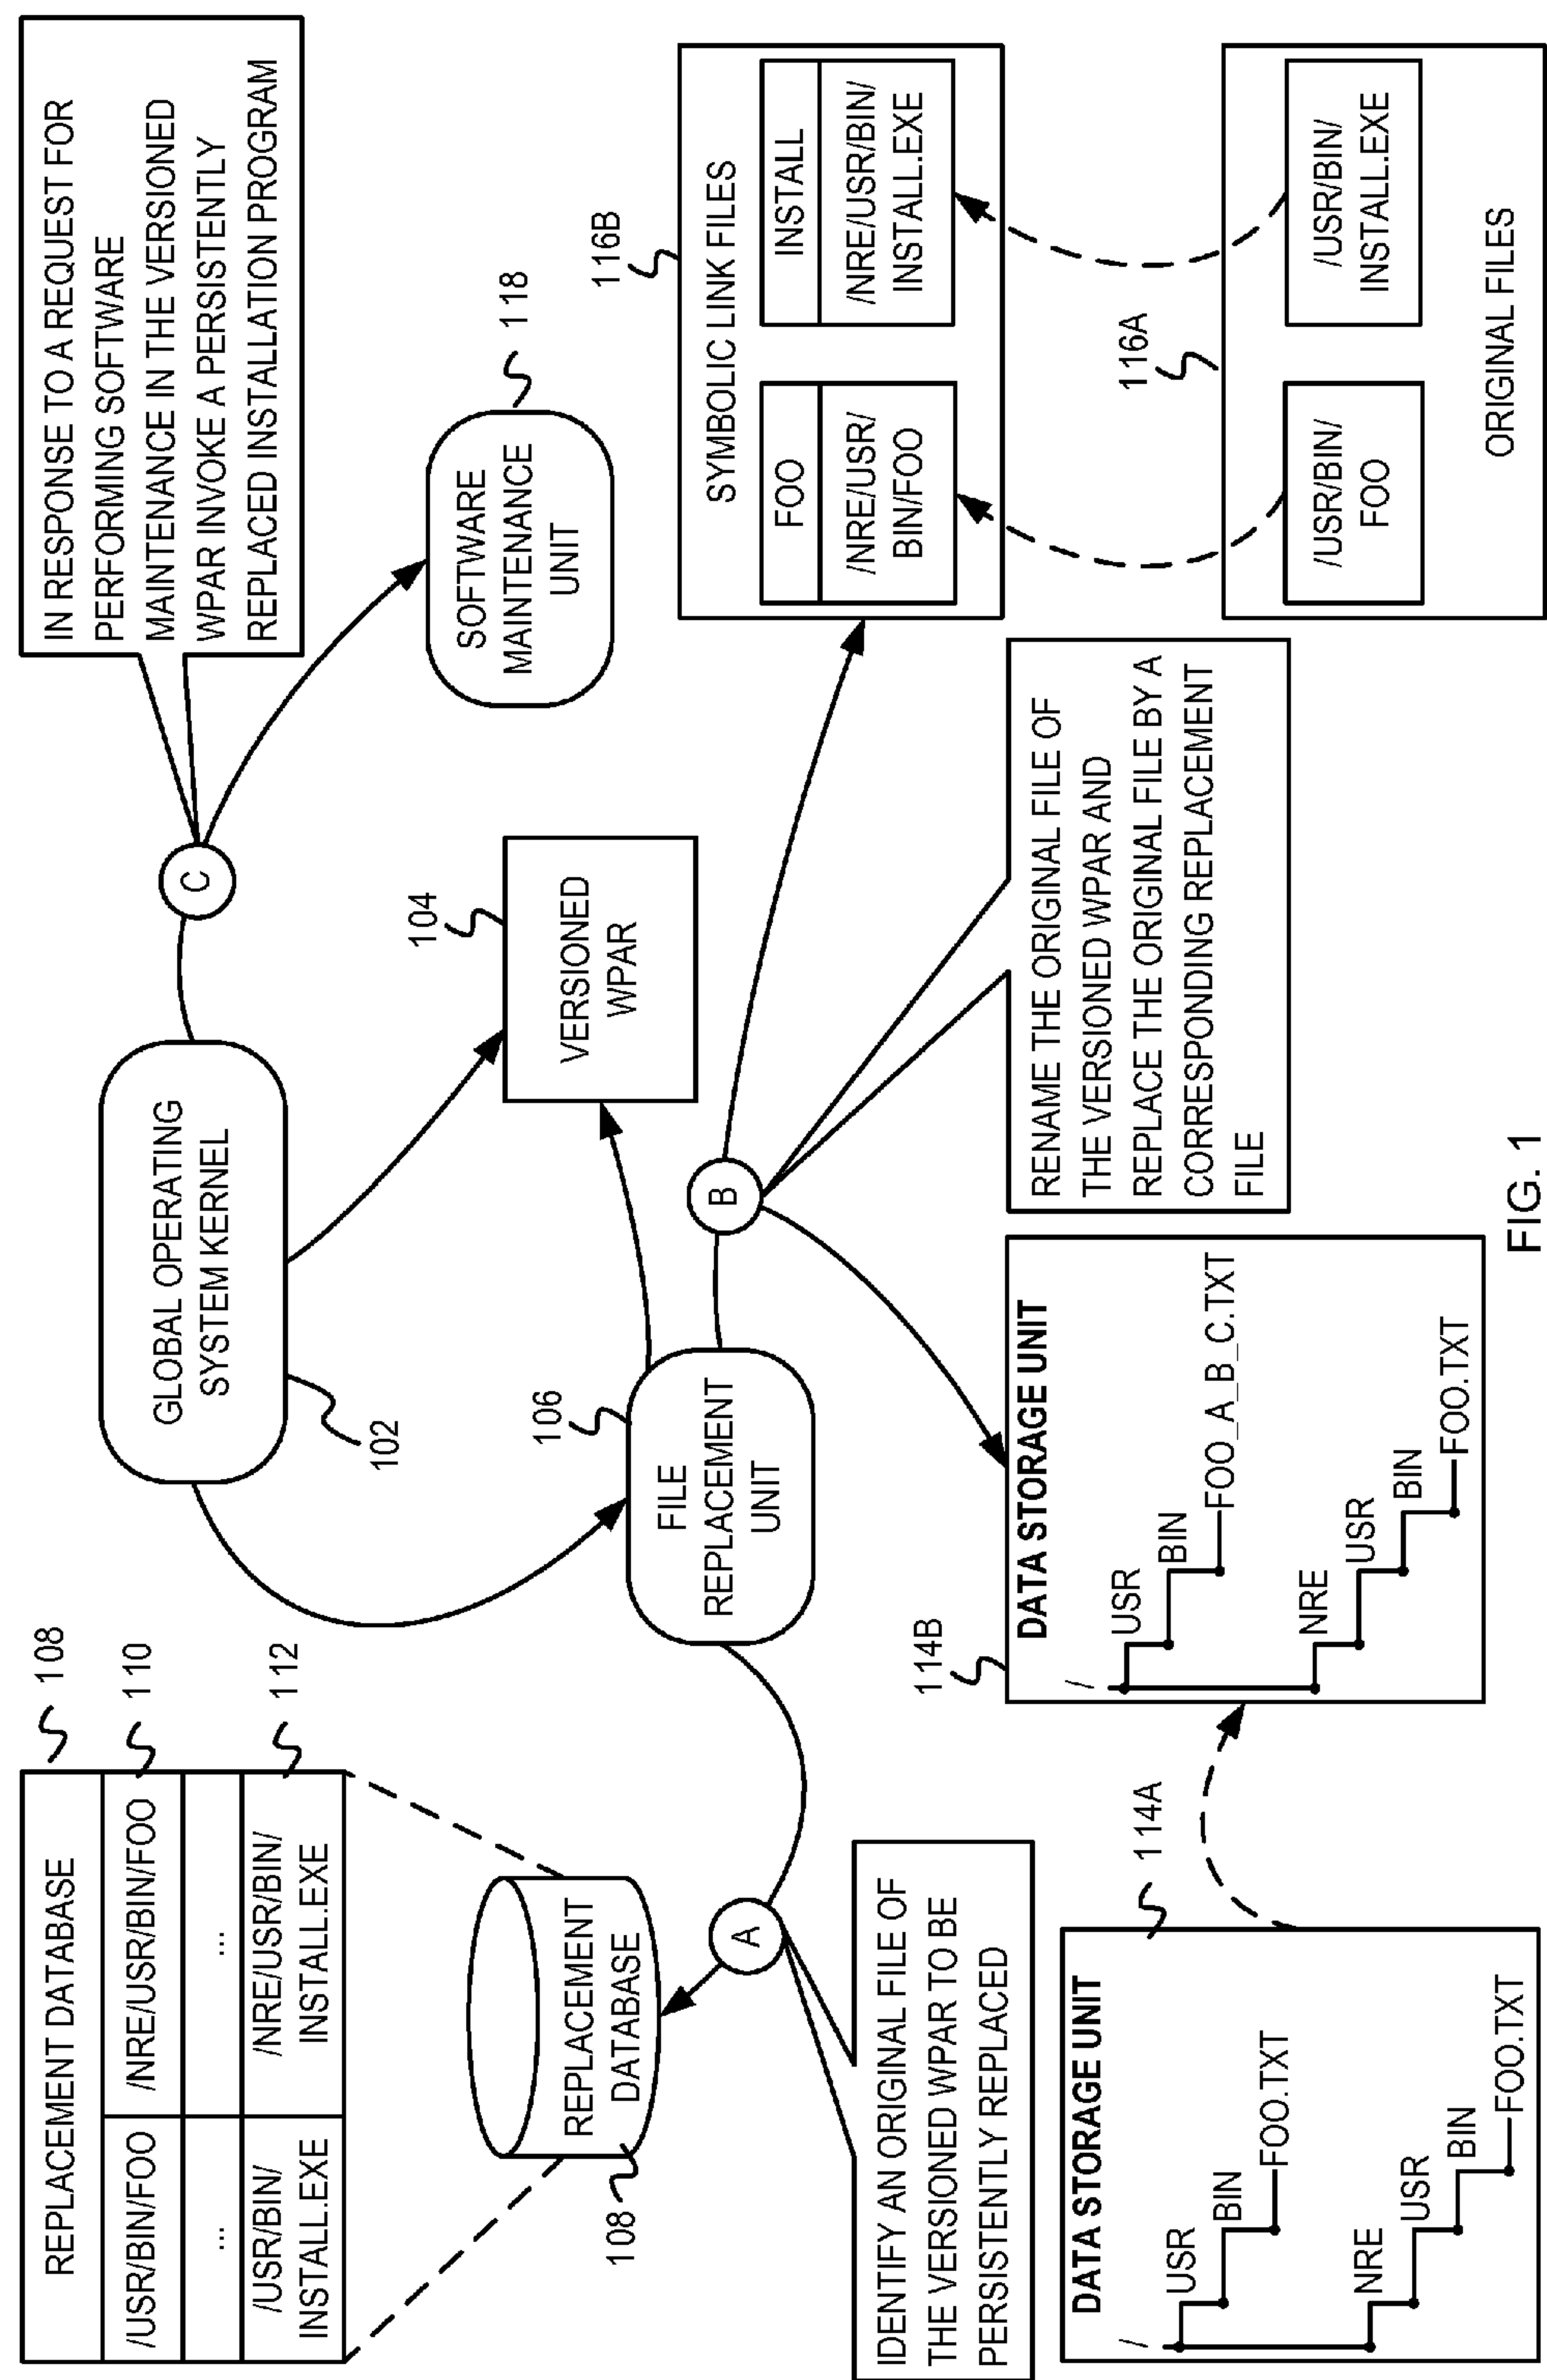 REPLACEMENT DATABASE
108
/USR/BIN/FOO
/NRE/USR/BIN/FOO
110
...
...
/USR/BIN/
INSTALL.EXE
/NRE/USR/BIN/
INSTALL.EXE
112
GLOBAL OPERATING
SYSTEM KERNEL
102
C
IN RESPONSE TO A REQUEST FOR
PERFORMING SOFTWARE
MAINTENANCE IN THE VERSIONED
WPAR INVOKE A PERSISTENTLY
REPLACED INSTALLATION PROGRAM
SOFTWARE
MAINTENANCE
UNIT
118
104
VERSIONED
WPAR
REPLACEMENT
DATABASE
108
A
IDENTIFY AN ORIGINAL FILE OF
THE VERSIONED WPAR TO BE
PERSISTENTLY REPLACED
106
FILE
REPLACEMENT
UNIT
B
RENAME THE ORIGINAL FILE OF
THE VERSIONED WPAR AND
REPLACE THE ORIGINAL FILE BY A
CORRESPONDING REPLACEMENT
FILE
116B
SYMBOLIC LINK FILES
FOO
/NRE/USR/
BIN/FOO
INSTALL
/NRE/USR/BIN/
INSTALL.EXE
116A
/USR/BIN/
FOO
/USR/BIN/
INSTALL.EXE
ORIGINAL FILES
114A
DATA STORAGE UNIT
/
USR
BIN
FOO.TXT
NRE
USR
BIN
FOO.TXT
114B
DATA STORAGE UNIT
/
USR
BIN
FOO_A_B_C.TXT
NRE
USR
BIN
FOO.TXT
FIG. 1